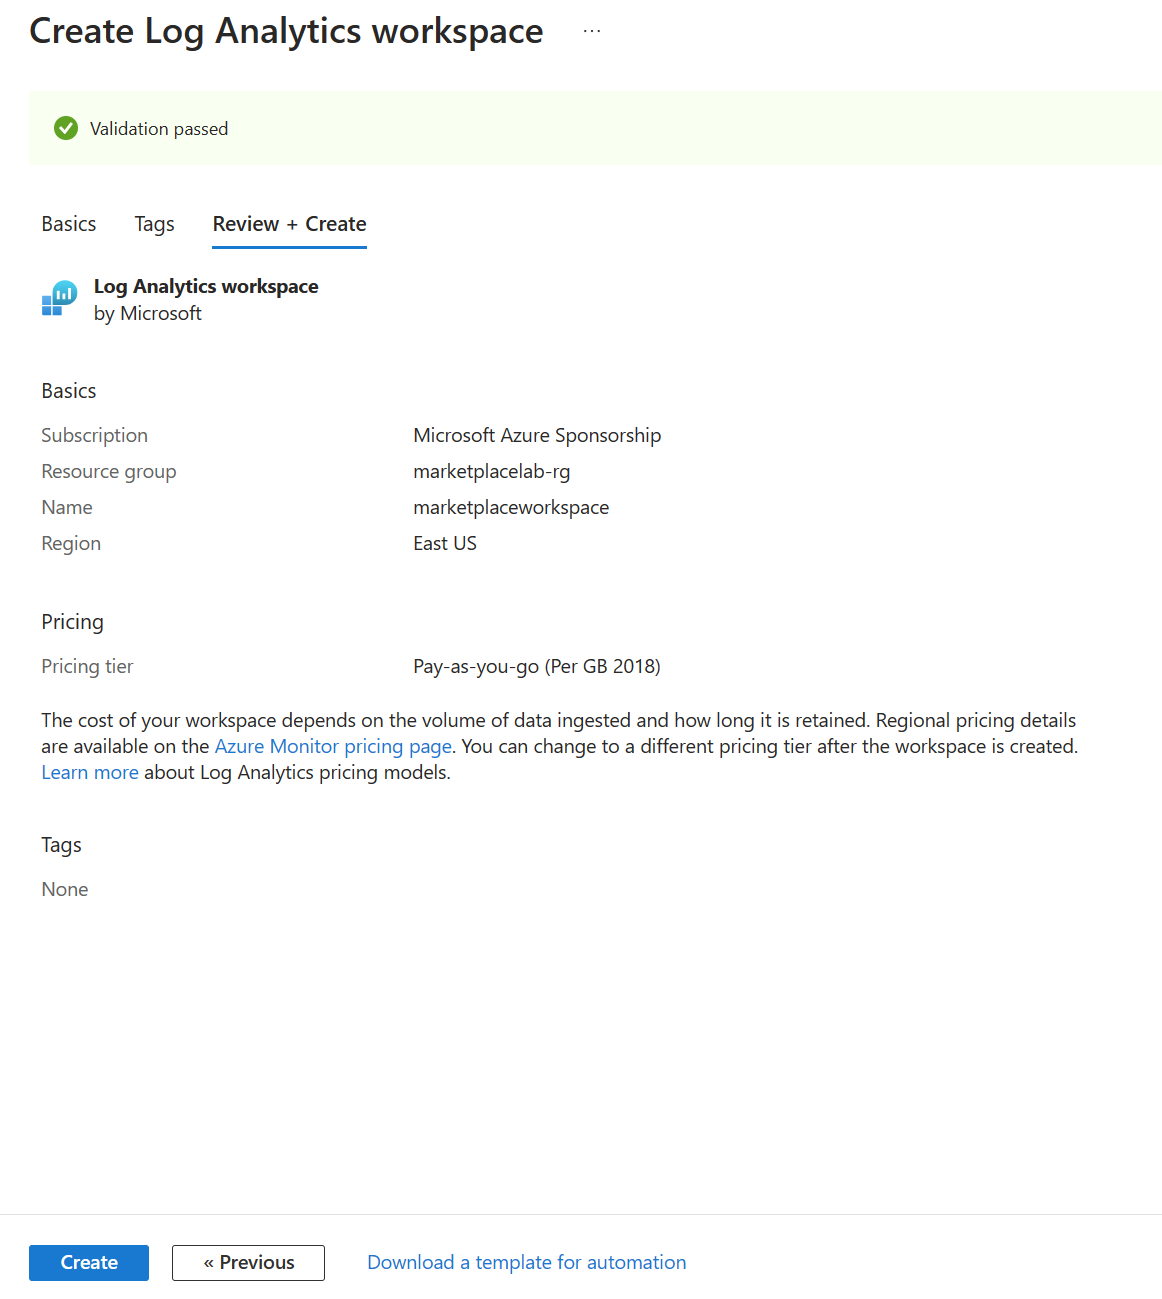 Create Log Analytics workspace ...
Validation passed
Basics Tags Review + Create
Log Analytics workspace
by Microsoft
Basics
Subscription Microsoft Azure Sponsorship
Resource group marketplacelab-rg
Name marketplaceworkspace
Region East US
Pricing
Pricing tier Pay-as-you-go (Per GB 2018)
The cost of your workspace depends on the volume of data ingested and how long it is retained. Regional pricing details
are available on the Azure Monitor pricing page. You can change to a different pricing tier after the workspace is created.
Learn more about Log Analytics pricing models.
Tags
None
Create « Previous Download a template for automation